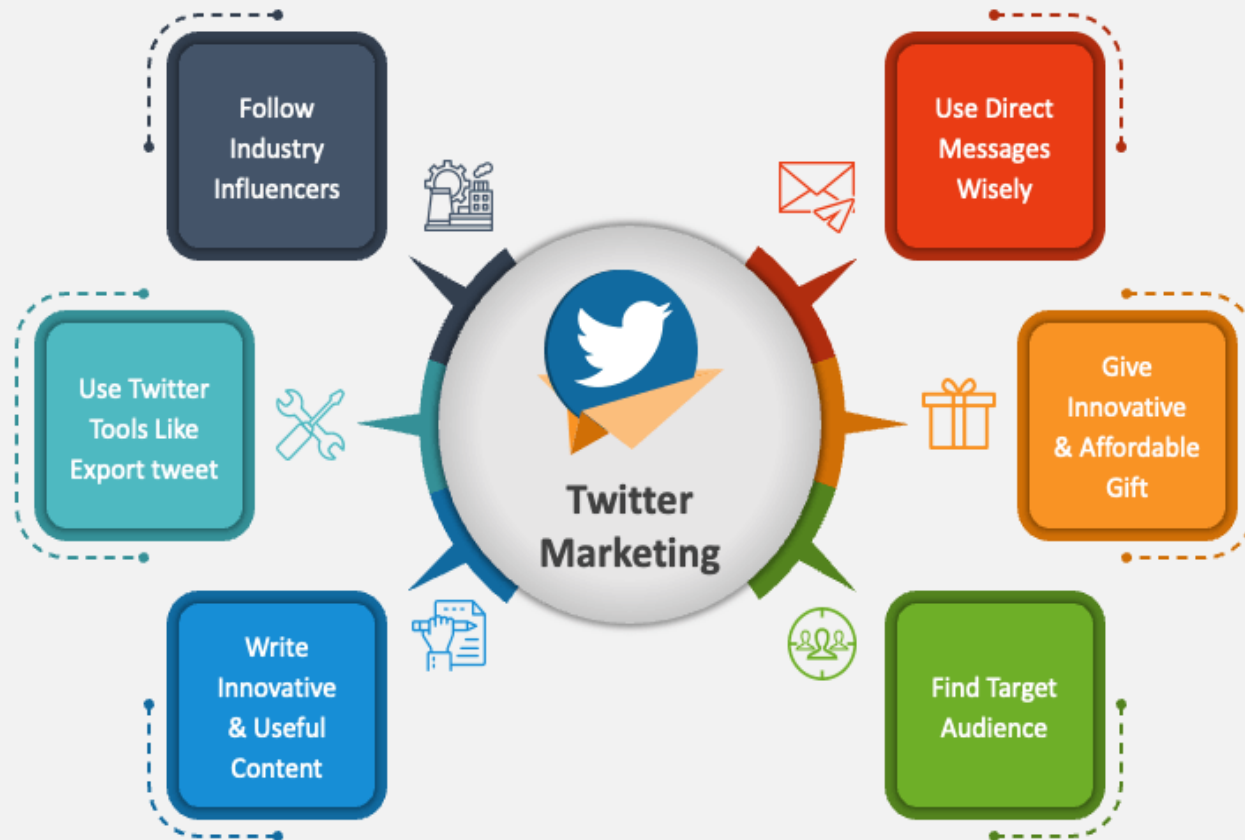 Follow
Industry
Influencers
Use Direct
Messages
Wisely
Use Twitter
Tools Like
Export tweet
Give
Innovative
& Affordable
Gift
Twitter
Marketing
Write
Innovative
& Useful
Content
Find Target
Audience